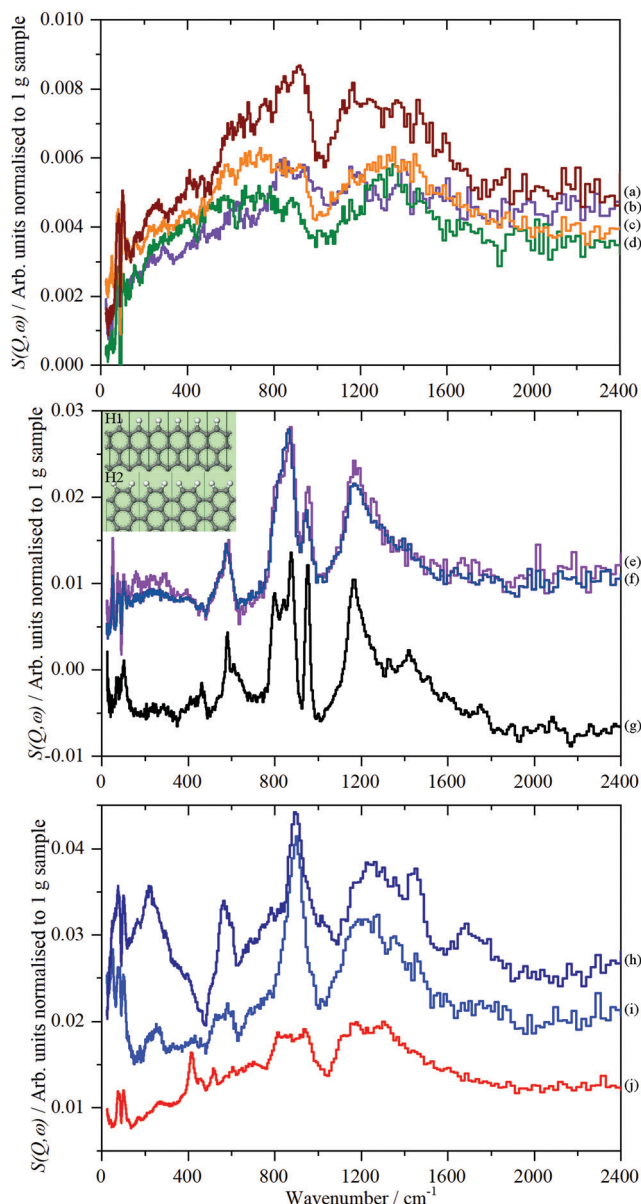 0.010
0.008
0.006
0.004
0.002
0.000
S(Q,ω) / Arb. units normalised to 1 g sample
(a)
(b)
(c)
(d)
0 400 800 1200 1600 2000 2400
0.03
0.02
0.01
0.00
-0.01
S(Q,ω) / Arb. units normalised to 1 g sample
H1
H2
(e)
(f)
(g)
0 400 800 1200 1600 2000 2400
0.04
0.03
0.02
0.01
S(Q,ω) / Arb. units normalised to 1 g sample
(h)
(i)
(j)
0 400 800 1200 1600 2000 2400
Wavenumber / cm⁻¹